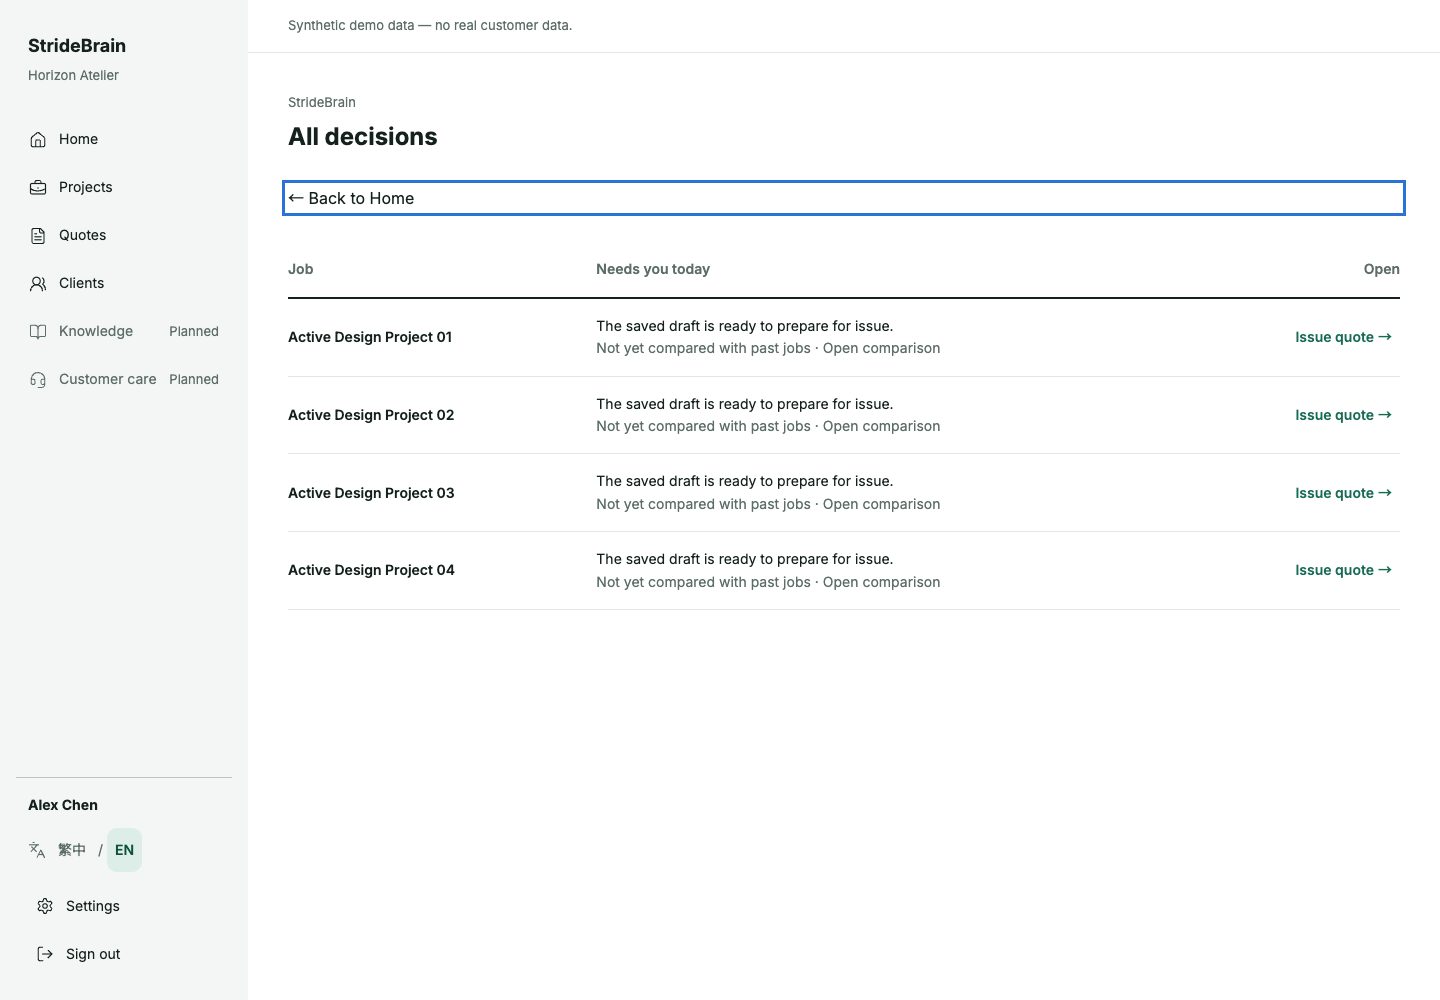 StrideBrain
Horizon Atelier
Home
Projects
Quotes
Clients
Knowledge Planned
Customer care Planned
Alex Chen
繁中 / EN
Settings
Sign out
Synthetic demo data — no real customer data.
StrideBrain
All decisions
← Back to Home
Job Needs you today Open
Active Design Project 01
The saved draft is ready to prepare for issue.
Not yet compared with past jobs · Open comparison
Issue quote →
Active Design Project 02
The saved draft is ready to prepare for issue.
Not yet compared with past jobs · Open comparison
Issue quote →
Active Design Project 03
The saved draft is ready to prepare for issue.
Not yet compared with past jobs · Open comparison
Issue quote →
Active Design Project 04
The saved draft is ready to prepare for issue.
Not yet compared with past jobs · Open comparison
Issue quote →